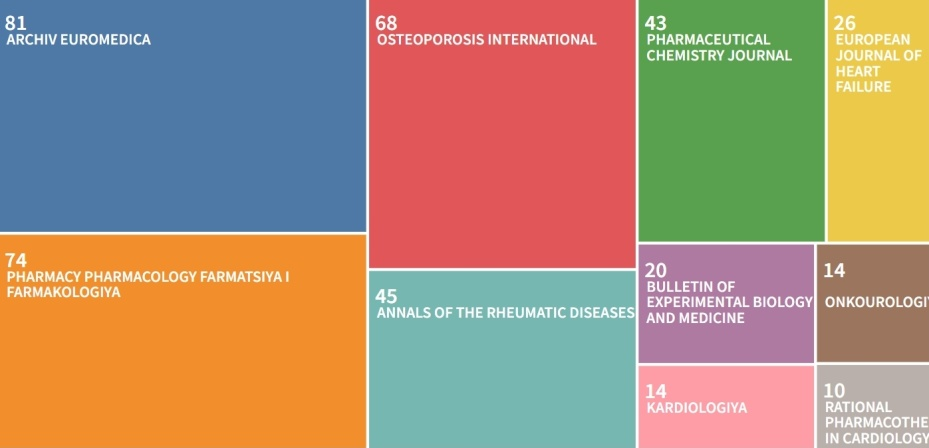 81
ARCHIV EUROMEDICA
74
PHARMACY PHARMACOLOGY FARMATSIYA I
FARMAKOLOGIYA
68
OSTEOPOROSIS INTERNATIONAL
45
ANNALS OF THE RHEUMATIC DISEASES
43
PHARMACEUTICAL
CHEMISTRY JOURNAL
26
EUROPEAN
JOURNAL OF
HEART
FAILURE
20
BULLETIN OF
EXPERIMENTAL BIOLOGY
AND MEDICINE
14
ONKOUROLOGI
14
KARDIOLOGIYA
10
RATIONAL
PHARMACOTHE
IN CARDIOLOGY